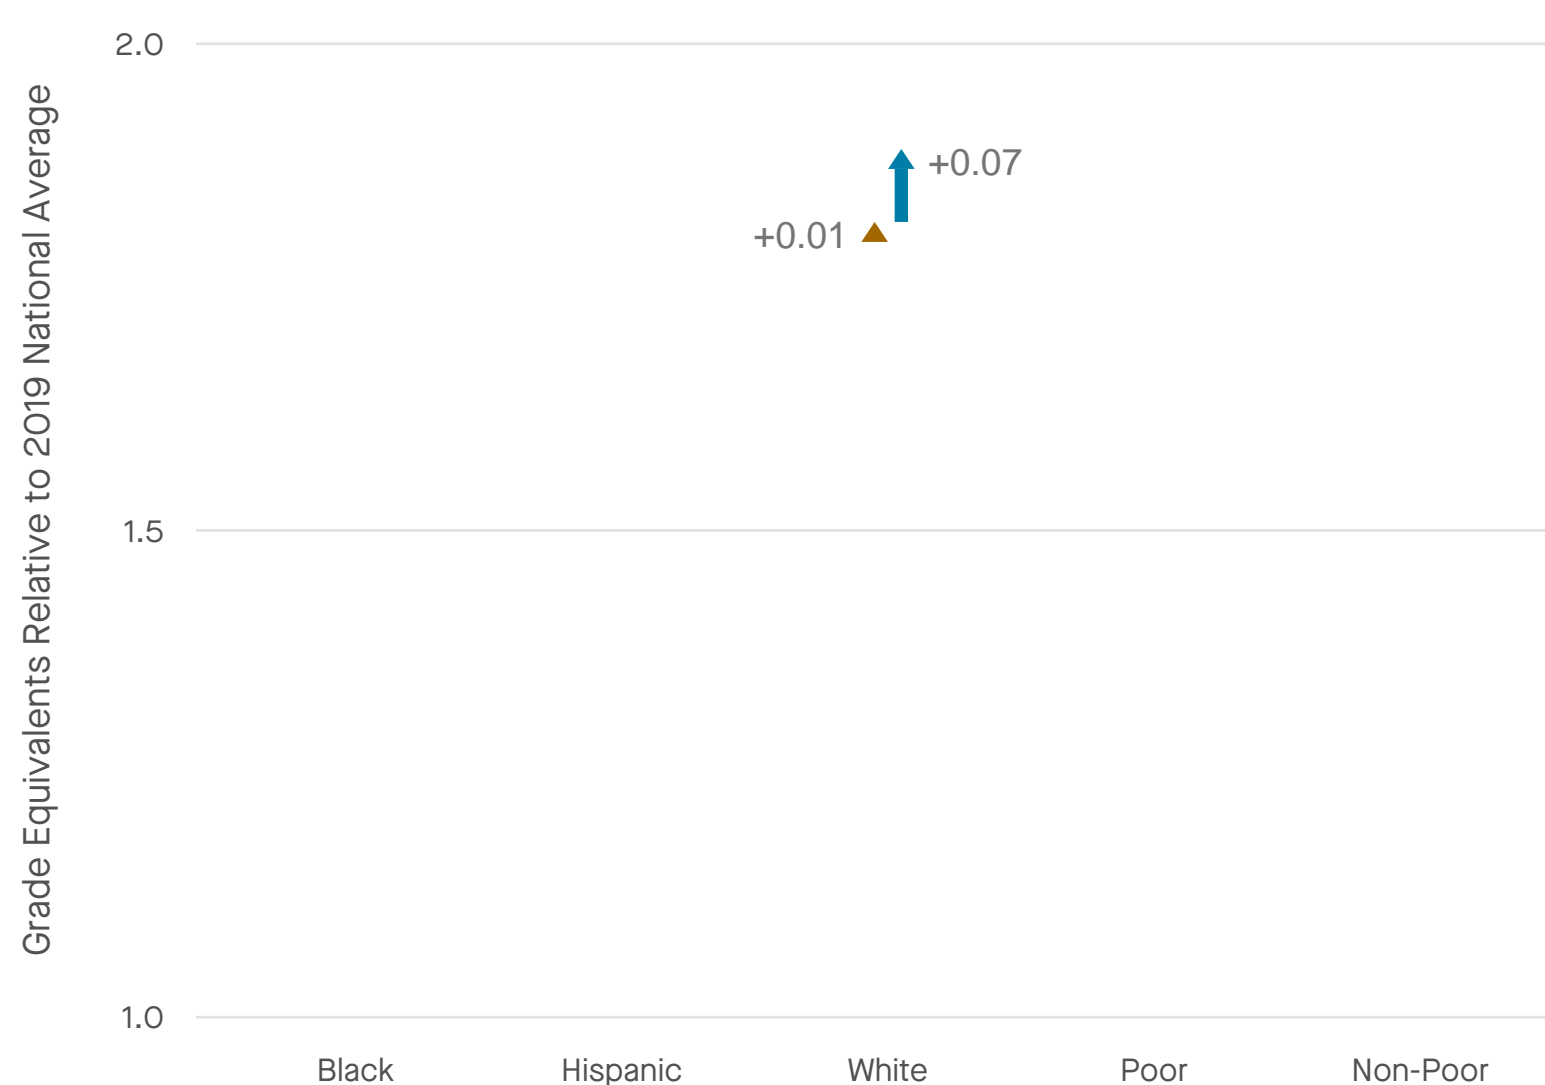 Grade Equivalents Relative to 2019 National Average
2.0
+0.07
+0.01
1.5
1.0
Black Hispanic White Poor Non-Poor